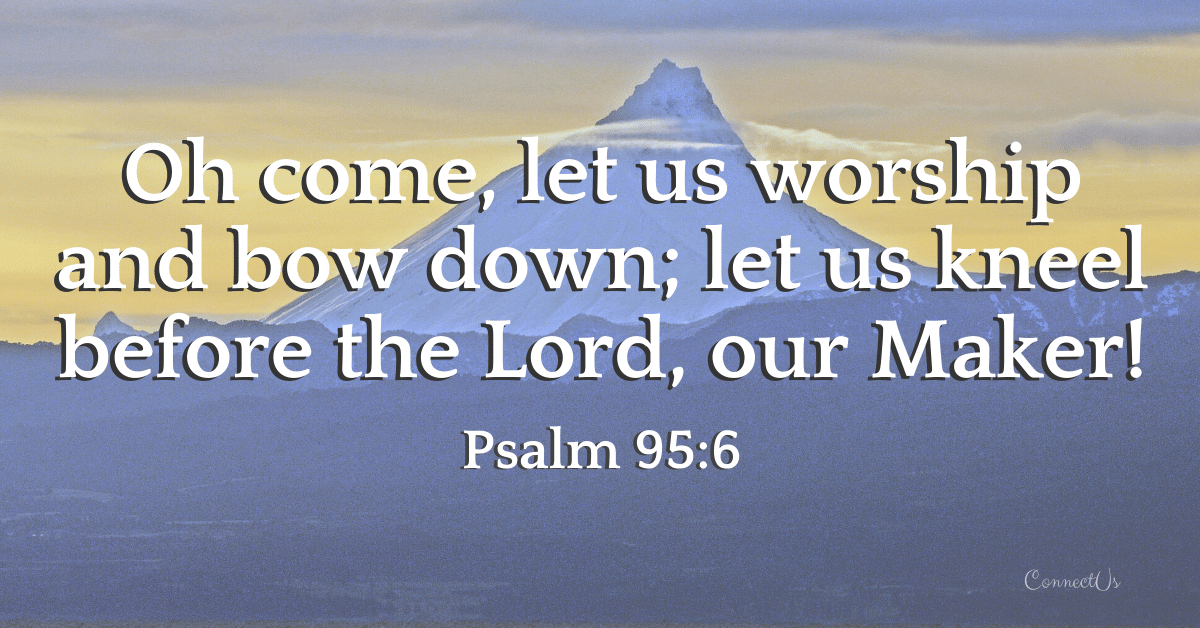 Oh come, let us worship
and bow down; let us kneel
before the Lord, our Maker!
Psalm 95:6
ConnectUs